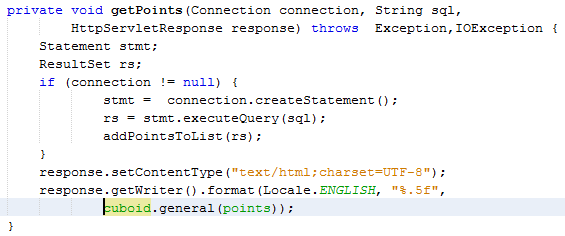 private void getPoints(Connection connection, String sql,
HttpServletResponse response) throws  Exception,IOException {
Statement stmt;
ResultSet rs;
if (connection != null) {
stmt =  connection.createStatement();
rs = stmt.executeQuery(sql);
addPointsToList(rs);
}
response.setContentType("text/html;charset=UTF-8");
response.getWriter().format(Locale.ENGLISH, "%.5f",
cuboid.general(points));
}